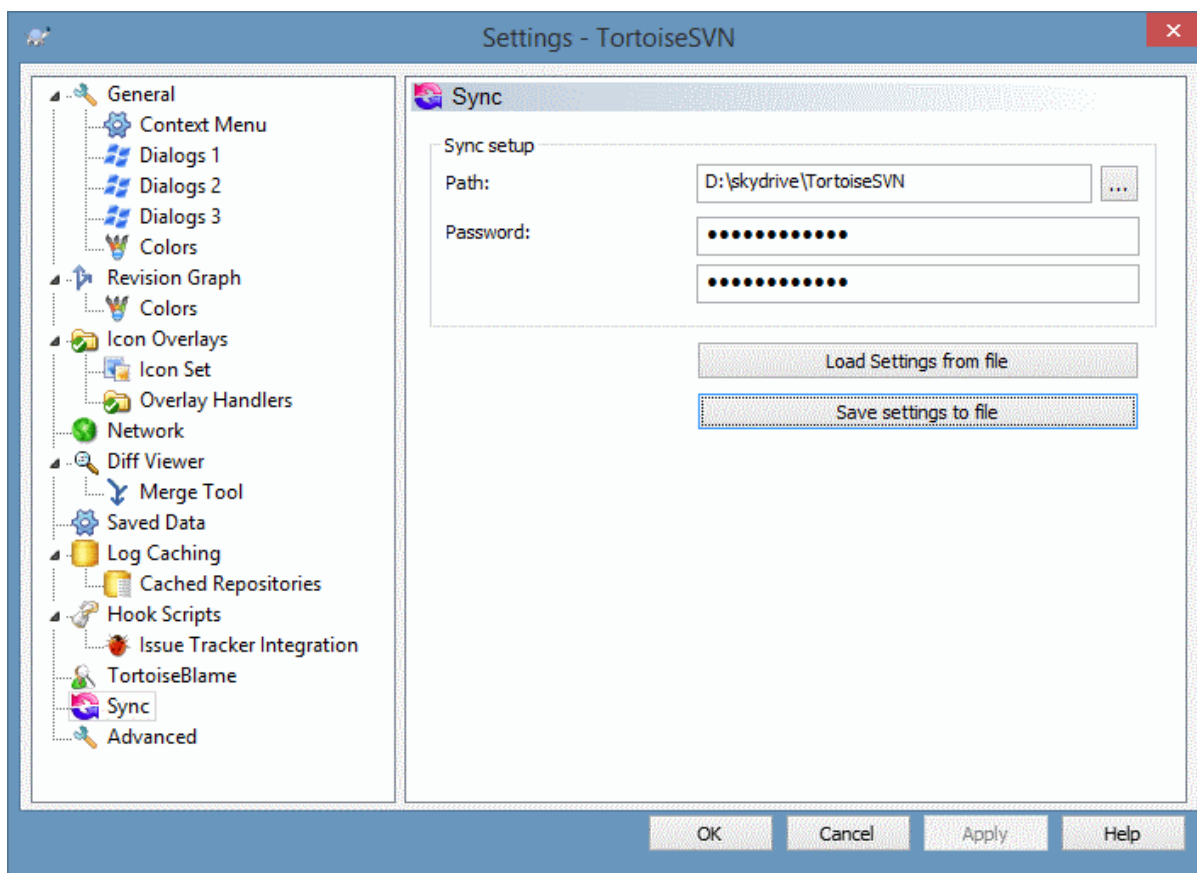 Settings - TortoiseSVN
General
Context Menu
Dialogs 1
Dialogs 2
Dialogs 3
Colors
Revision Graph
Colors
Icon Overlays
Icon Set
Overlay Handlers
Network
Diff Viewer
Merge Tool
Saved Data
Log Caching
Cached Repositories
Hook Scripts
Issue Tracker Integration
TortoiseBlame
Sync
Advanced
Sync
Sync setup
Path: D:\skydrive\TortoiseSVN ...
Password: ●●●●●●●●●●●●
●●●●●●●●●●●●
Load Settings from file
Save settings to file
OK Cancel Apply Help